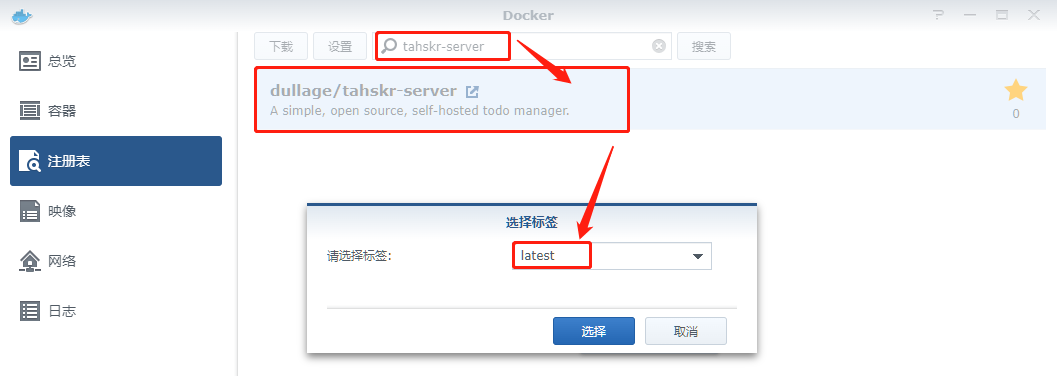 Docker
总览
容器
注册表
映像
网络
日志
下载 设置 tahskr-server 搜索
dullage/tahskr-server
A simple, open source, self-hosted todo manager.
0
选择标签
请选择标签: latest
选择 取消